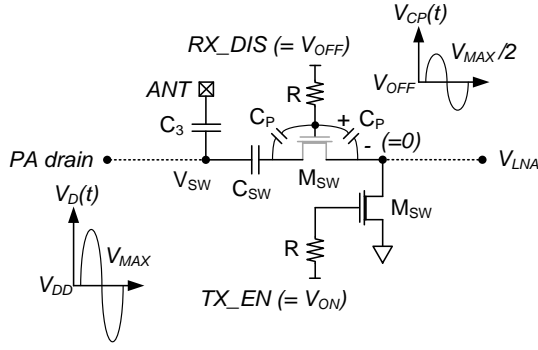 V_CP(t)
RX_DIS (= V_OFF)
V_MAX/2
V_OFF
ANT
R
C_3
C_P
+
C_P
-
(=0)
PA drain
V_SW
C_SW
M_SW
V_LNA
V_D(t)
M_SW
V_MAX
R
V_DD
TX_EN (= V_ON)